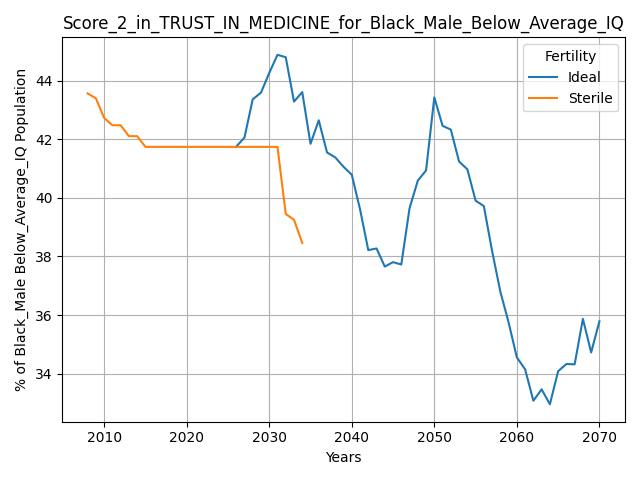 Score_2_in_TRUST_IN_MEDICINE_for_Black_Male_Below_Average_IQ
Fertility
Ideal
Sterile
% of Black_Male Below_Average_IQ Population
44
42
40
38
36
34
2010
2020
2030
2040
2050
2060
2070
Years